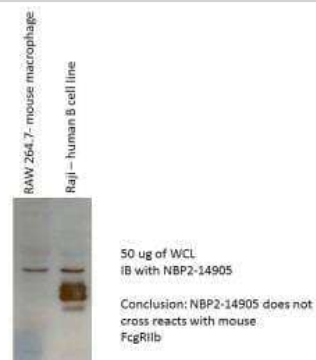 RAW 264.7- mouse macrophage
Raji – human B cell line
50 ug of WCL
IB with NBP2-14905
Conclusion: NBP2-14905 does not
cross reacts with mouse
FcgRIIb